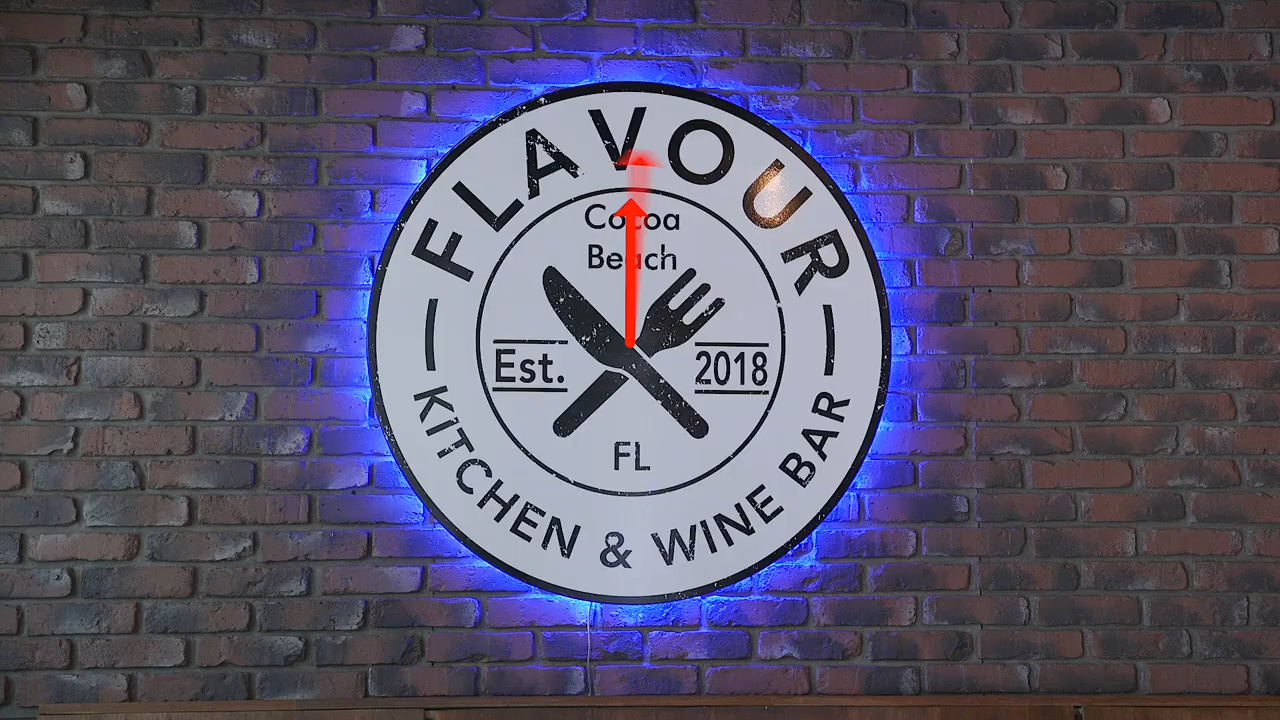 FLAVOUR
Cocoa
Beach
Est. 2018
FL
KITCHEN & WINE BAR